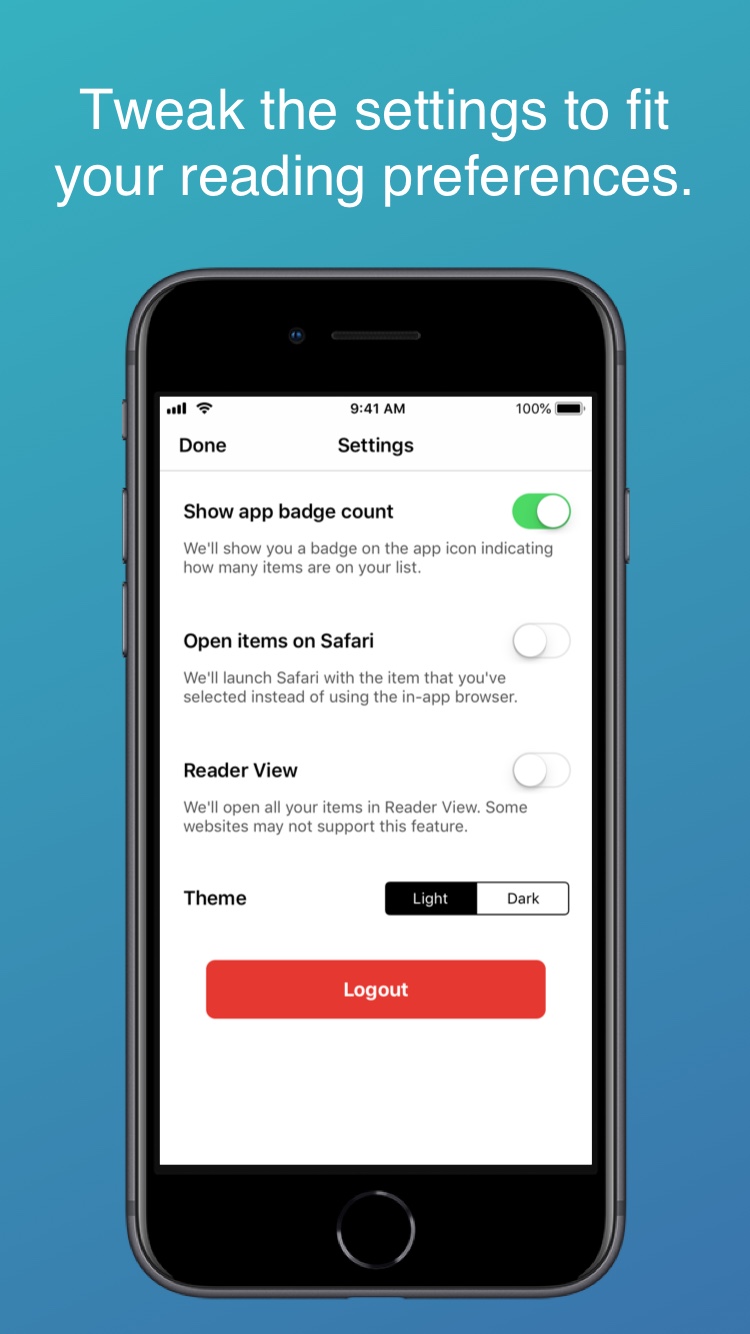 Tweak the settings to fit
your reading preferences.
9:41 AM
100%
Done
Settings
Show app badge count
We'll show you a badge on the app icon indicating
how many items are on your list.
Open items on Safari
We'll launch Safari with the item that you've
selected instead of using the in-app browser.
Reader View
We'll open all your items in Reader View. Some
websites may not support this feature.
Theme
Light
Dark
Logout